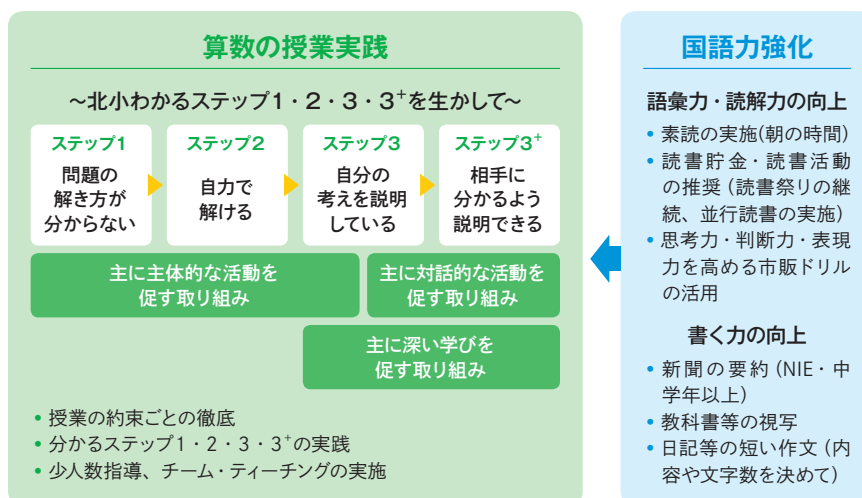 算数の授業実践
～北小わかるステップ1・2・3・3⁺を生かして～
ステップ1
問題の
解き方が
分からない
ステップ2
自力で
解ける
ステップ3
自分の
考えを説明
している
ステップ3⁺
相手に
分かるよう
説明できる
主に主体的な活動を
促す取り組み
主に対話的な活動を
促す取り組み
主に深い学びを
促す取り組み
• 授業の約束ごとの徹底
• 分かるステップ1・2・3・3⁺の実践
• 少人数指導、チーム・ティーチングの実施
国語力強化
語彙力・読解力の向上
• 素読の実施(朝の時間)
• 読書貯金・読書活動
の推奨(読書祭りの継
続、並行読書の実施)
• 思考力・判断力・表現
力を高める市販ドリル
の活用
書く力の向上
• 新聞の要約(NIE・中
学年以上)
• 教科書等の視写
• 日記等の短い作文(内
容や文字数を決めて)